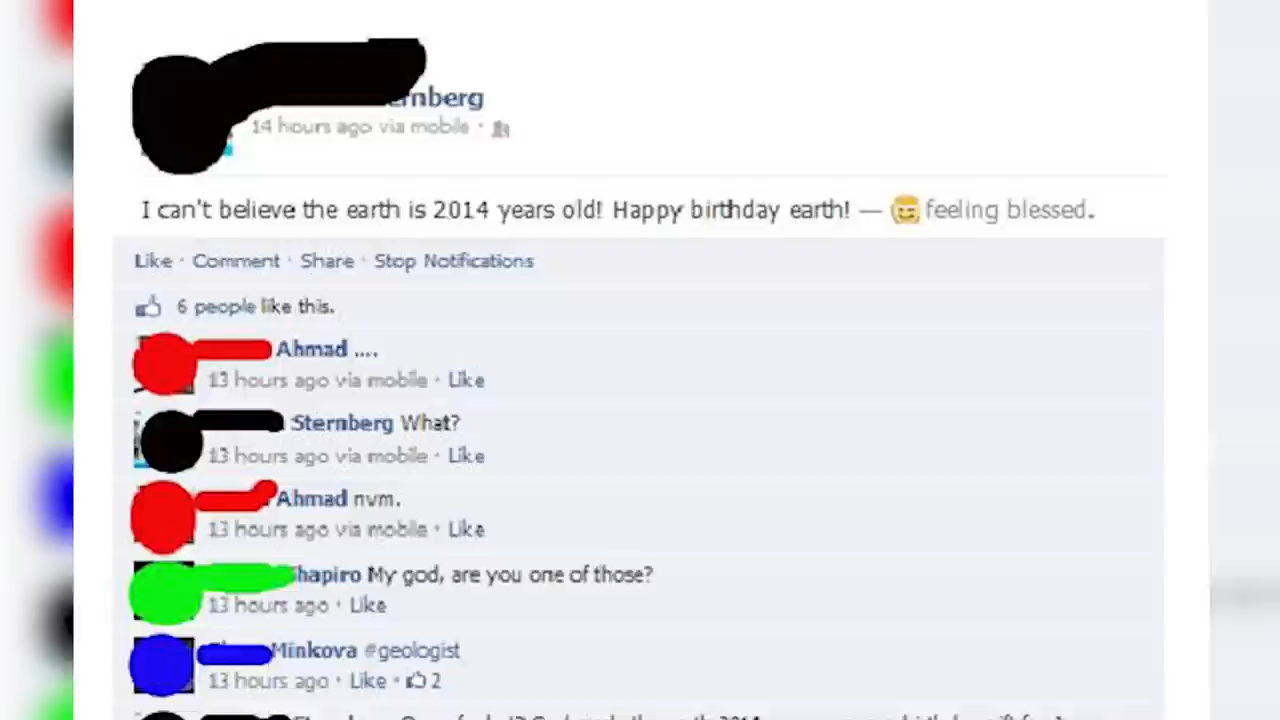 ernberg
14 hours ago via mobile ·
I can't believe the earth is 2014 years old! Happy birthday earth! — feeling blessed.
Like · Comment · Share · Stop Notifications
6 people like this.
Ahmad ....
13 hours ago via mobile · Like
Sternberg What?
13 hours ago via mobile · Like
Ahmad nvm.
13 hours ago via mobile · Like
hapiro My god, are you one of those?
13 hours ago · Like
Minkova #geologist
13 hours ago · Like · 2